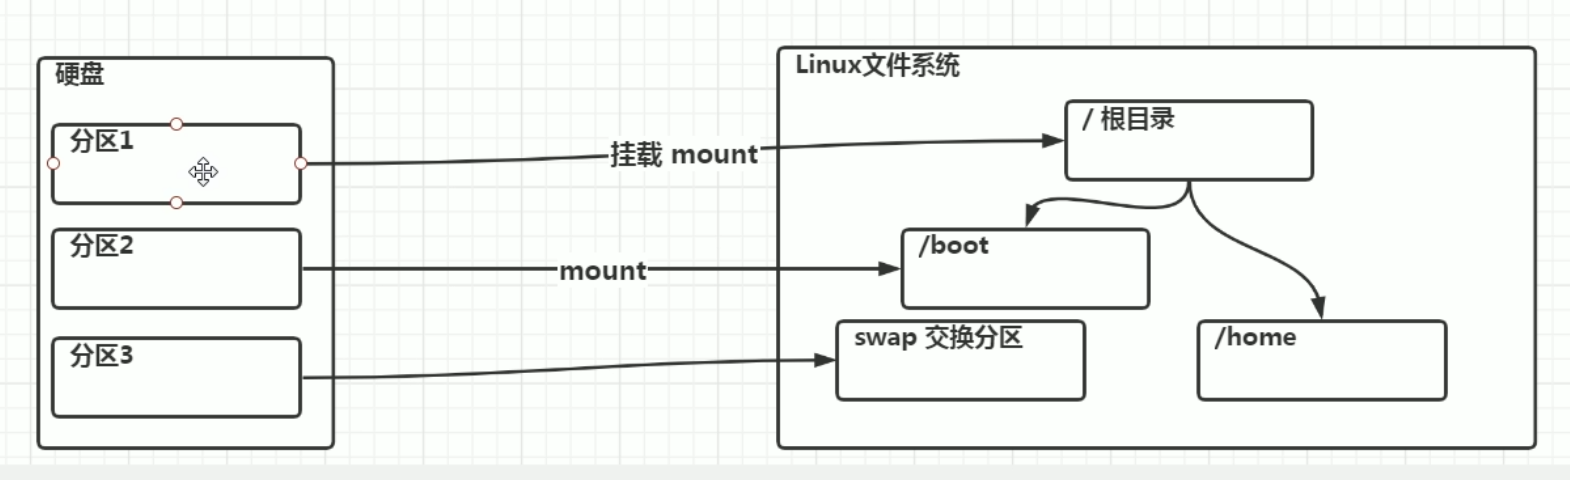 硬盘
分区1
分区2
分区3
挂载 mount
mount
Linux文件系统
/ 根目录
/boot
swap 交换分区
/home